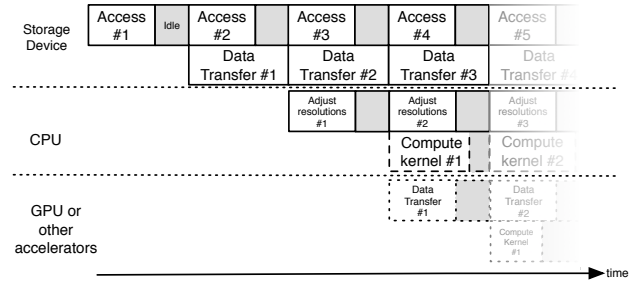 Storage
Device
Access
#1
Idle
Access
#2
Access
#3
Access
#4
Access
#5
Data
Transfer #1
Data
Transfer #2
Data
Transfer #3
Data
Transfer #4
CPU
Adjust
resolutions
#1
Adjust
resolutions
#2
Adjust
resolutions
#3
Compute
kernel #1
Compute
kernel #2
GPU or
other
accelerators
Data
Transfer
#1
Data
Transfer
#2
Compute
Kernel
#1
time